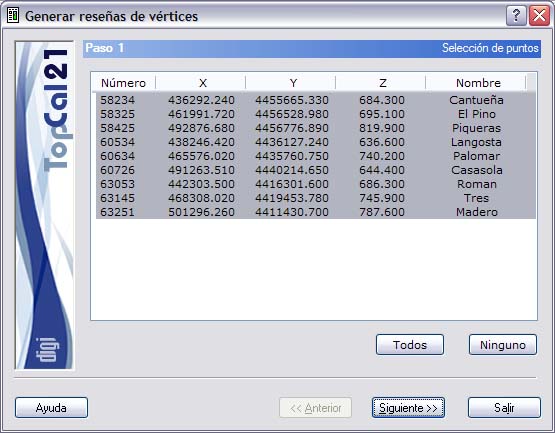 Generar reseñas de vértices
Paso 1 Selección de puntos
TopCal 21
digi
Número X Y Z Nombre
58234 436292.240 4455665.330 684.300 Cantueña
58325 461991.720 4456528.980 695.100 El Pino
58425 492876.680 4456776.890 819.900 Piqueras
60534 438246.420 4436127.240 636.600 Langosta
60634 465576.020 4435760.750 740.200 Palomar
60726 491263.510 4440214.650 644.400 Casasola
63053 442303.500 4416301.600 686.300 Roman
63145 468308.020 4419453.780 745.900 Tres
63251 501296.260 4411430.700 787.600 Madero
Todos Ninguno
Ayuda << Anterior Siguiente >> Salir